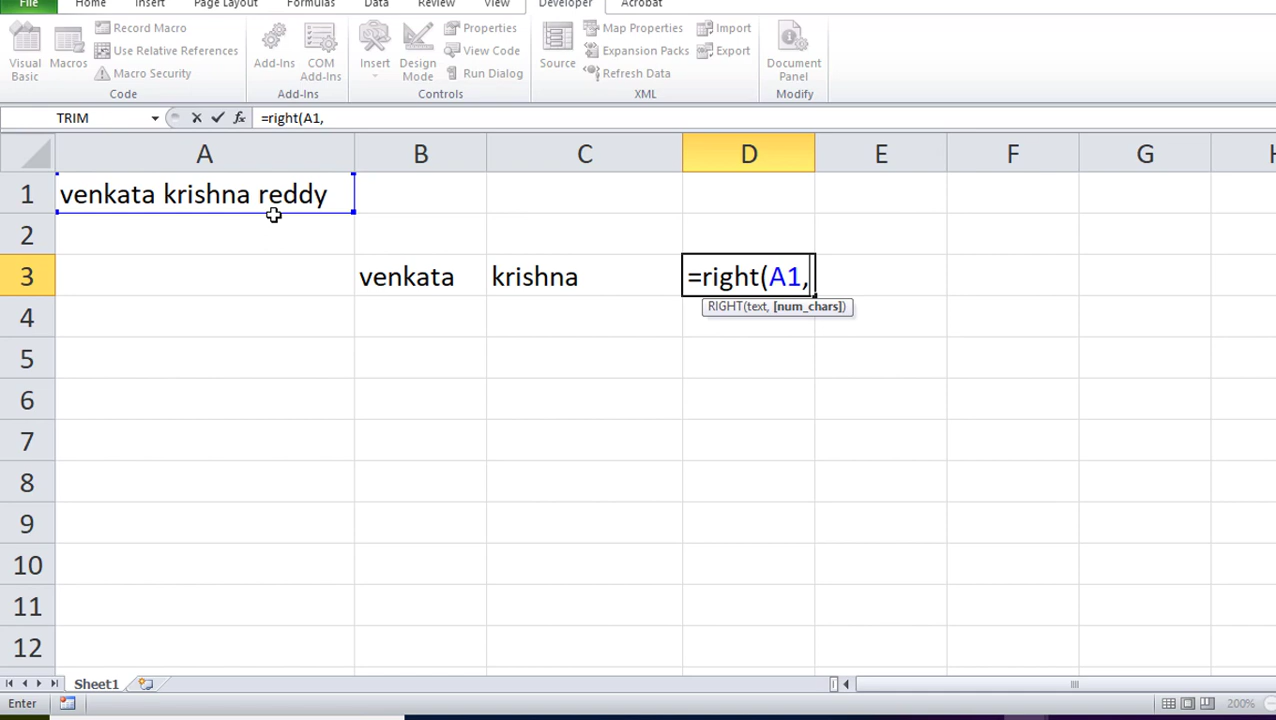 File Home Insert Page Layout Formulas Data Review View Developer Acrobat
Visual Basic
Macros
Record Macro
Use Relative References
Macro Security
Code
Add-Ins
COM Add-Ins
Add-Ins
Insert
Design Mode
Properties
View Code
Run Dialog
Controls
Source
Map Properties
Expansion Packs
Refresh Data
Import
Export
XML
Document Panel
Modify
TRIM fx =right(A1,
A B C D E F G H
1 venkata krishna reddy
2
3 venkata krishna =right(A1,
RIGHT(text, [num_chars])
4
5
6
7
8
9
10
11
12
Sheet1
Enter 200%